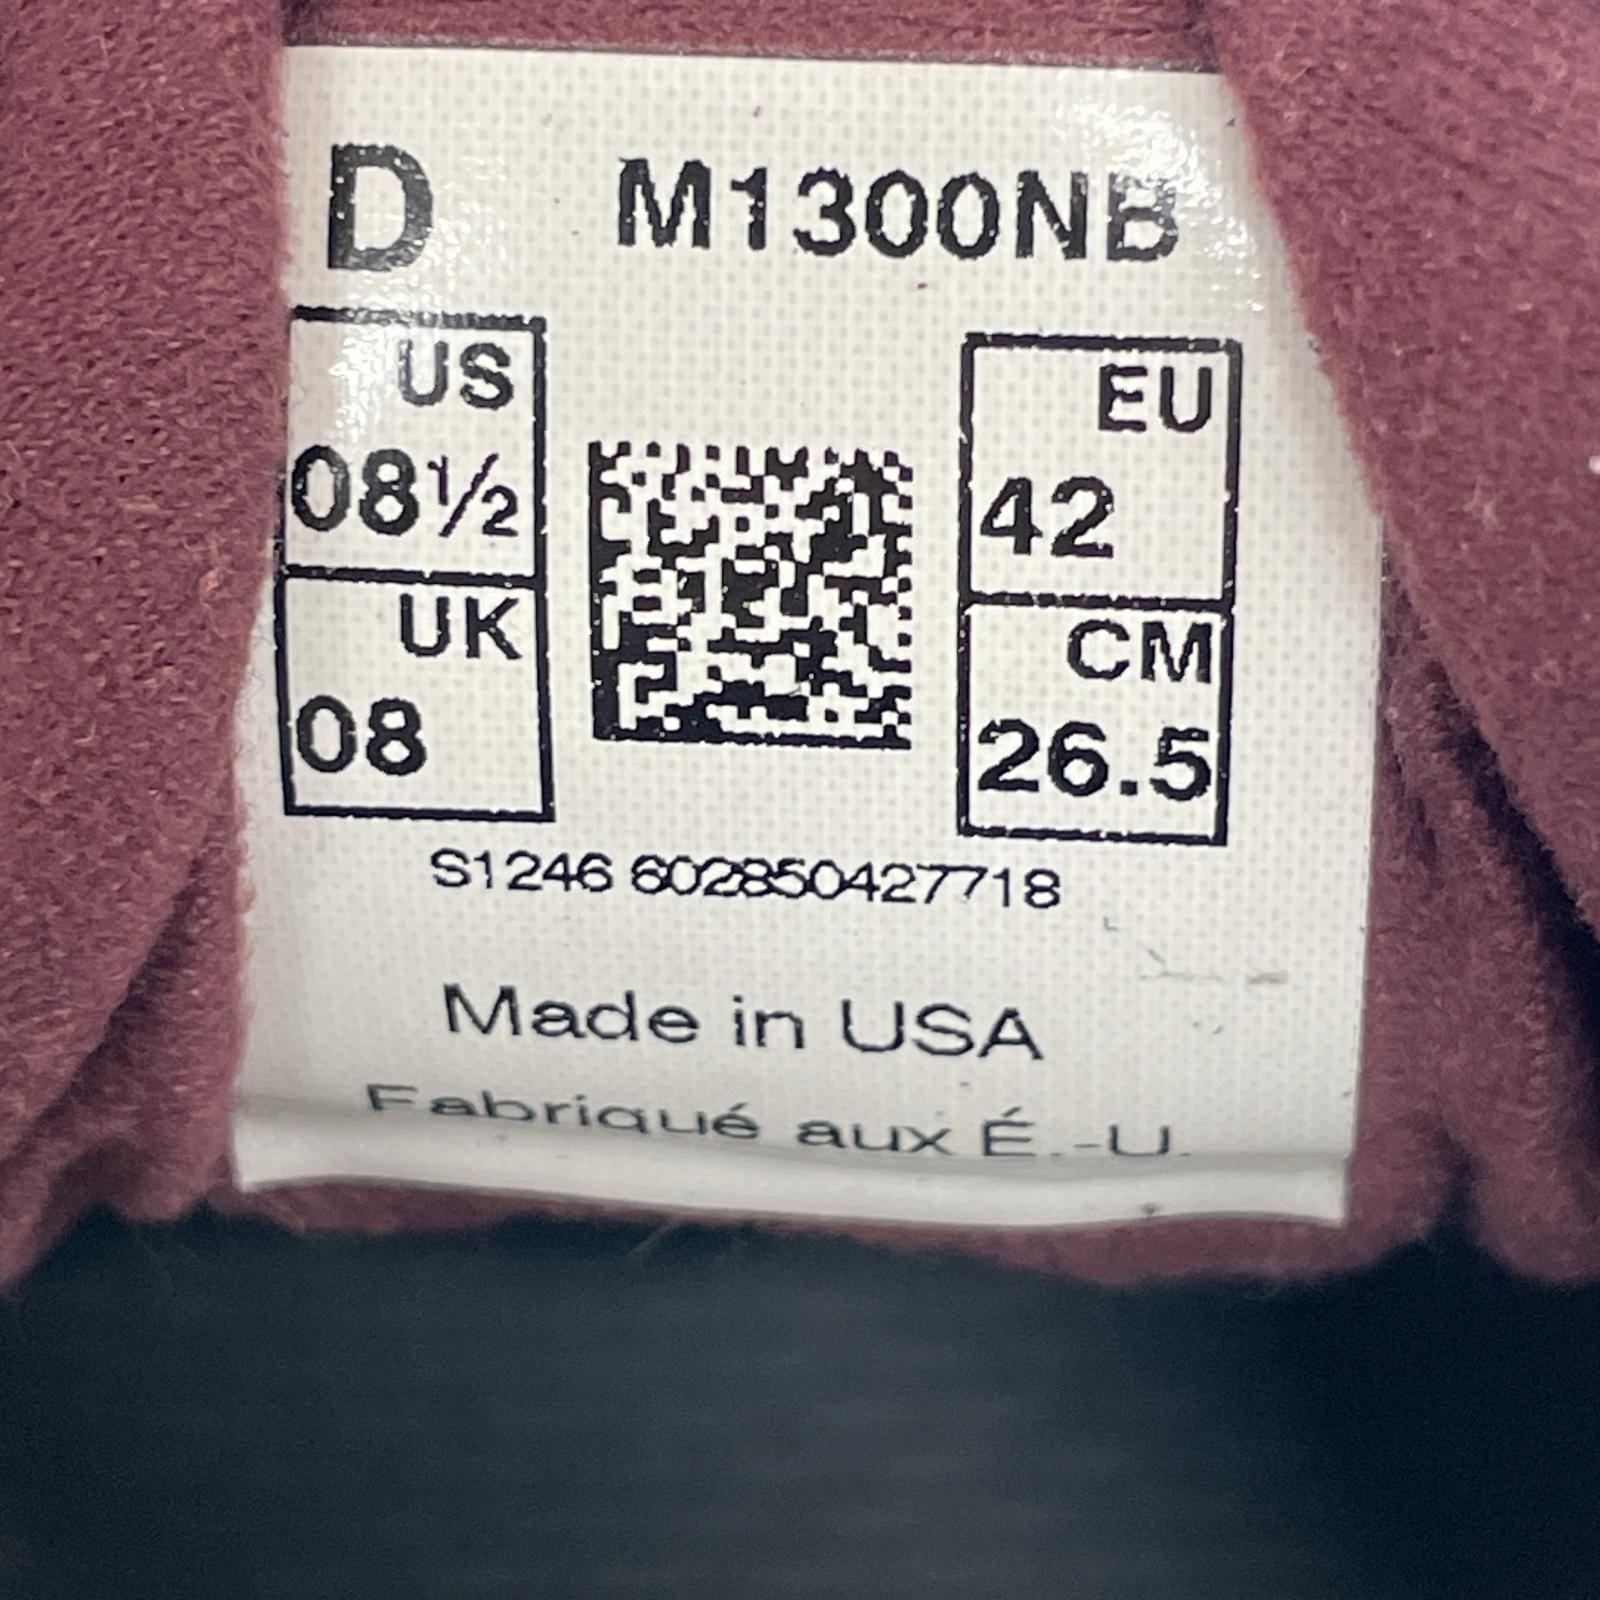 D M1300NB
US
08½
UK
08
EU
42
CM
26.5
S1246 602850427718
Made in USA
Fabriqué aux É.-U.